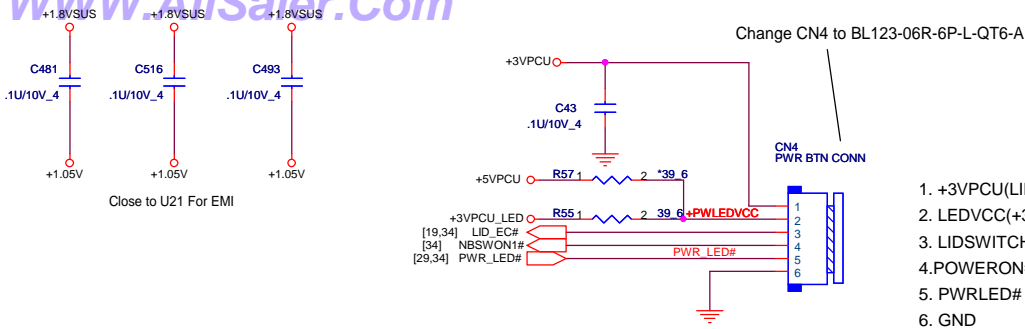 www.AliSaler.Com
+1.8VSUS
+1.8VSUS
+1.8VSUS
C481
.1U/10V_4
C516
.1U/10V_4
C493
.1U/10V_4
+1.05V
+1.05V
+1.05V
Close to U21 For EMI
Change CN4 to BL123-06R-6P-L-QT6-A
+3VPCU
C43
.1U/10V_4
CN4
PWR BTN CONN
+5VPCU R57 1 2 *39_6
+3VPCU_LED R55 1 2 39_6 +PWLEDVCC
[19,34] LID_EC#
[34] NBSWON1#
[29,34] PWR_LED#
PWR_LED#
1
2
3
4
5
6
1. +3VPCU(LI
2. LEDVCC(+3
3. LIDSWITCH
4.POWERON
5. PWRLED#
6. GND